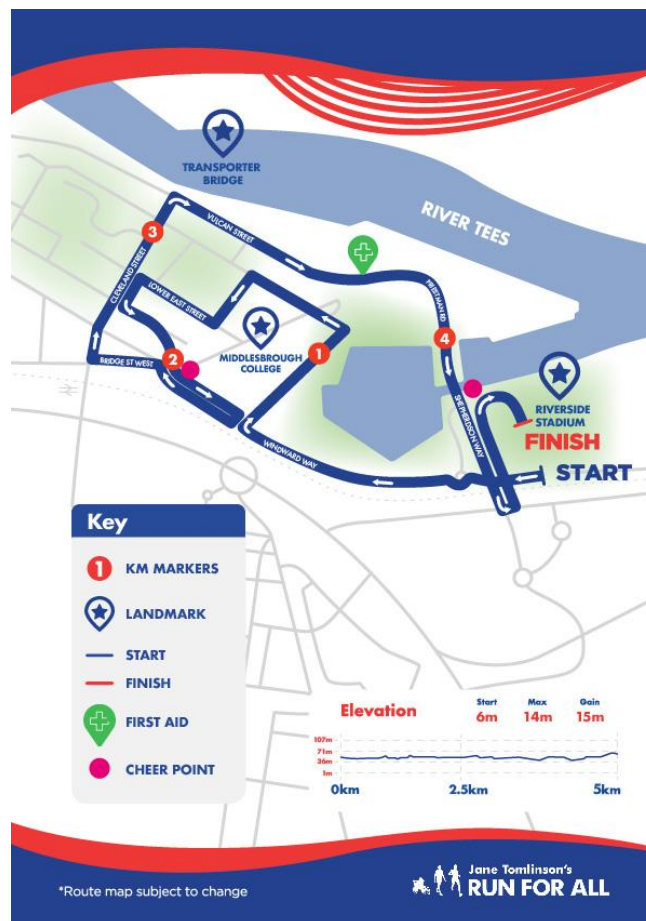 TRANSPORTER
BRIDGE
RIVER TEES
3
VULCAN STREET
CLEVELAND STREET
LOWER EAST STREET
PRIESTMAN RD
4
1
MIDDLESBROUGH
COLLEGE
2
BRIDGE ST WEST
RIVERSIDE
STADIUM
FINISH
SHEPHERDSON WAY
START
WINDWARD WAY
Key
1 KM MARKERS
LANDMARK
START
FINISH
FIRST AID
CHEER POINT
Elevation
Start Max Gain
6m 14m 15m
107m
71m
36m
1m
0km 2.5km 5km
*Route map subject to change
Jane Tomlinson's
RUN FOR ALL